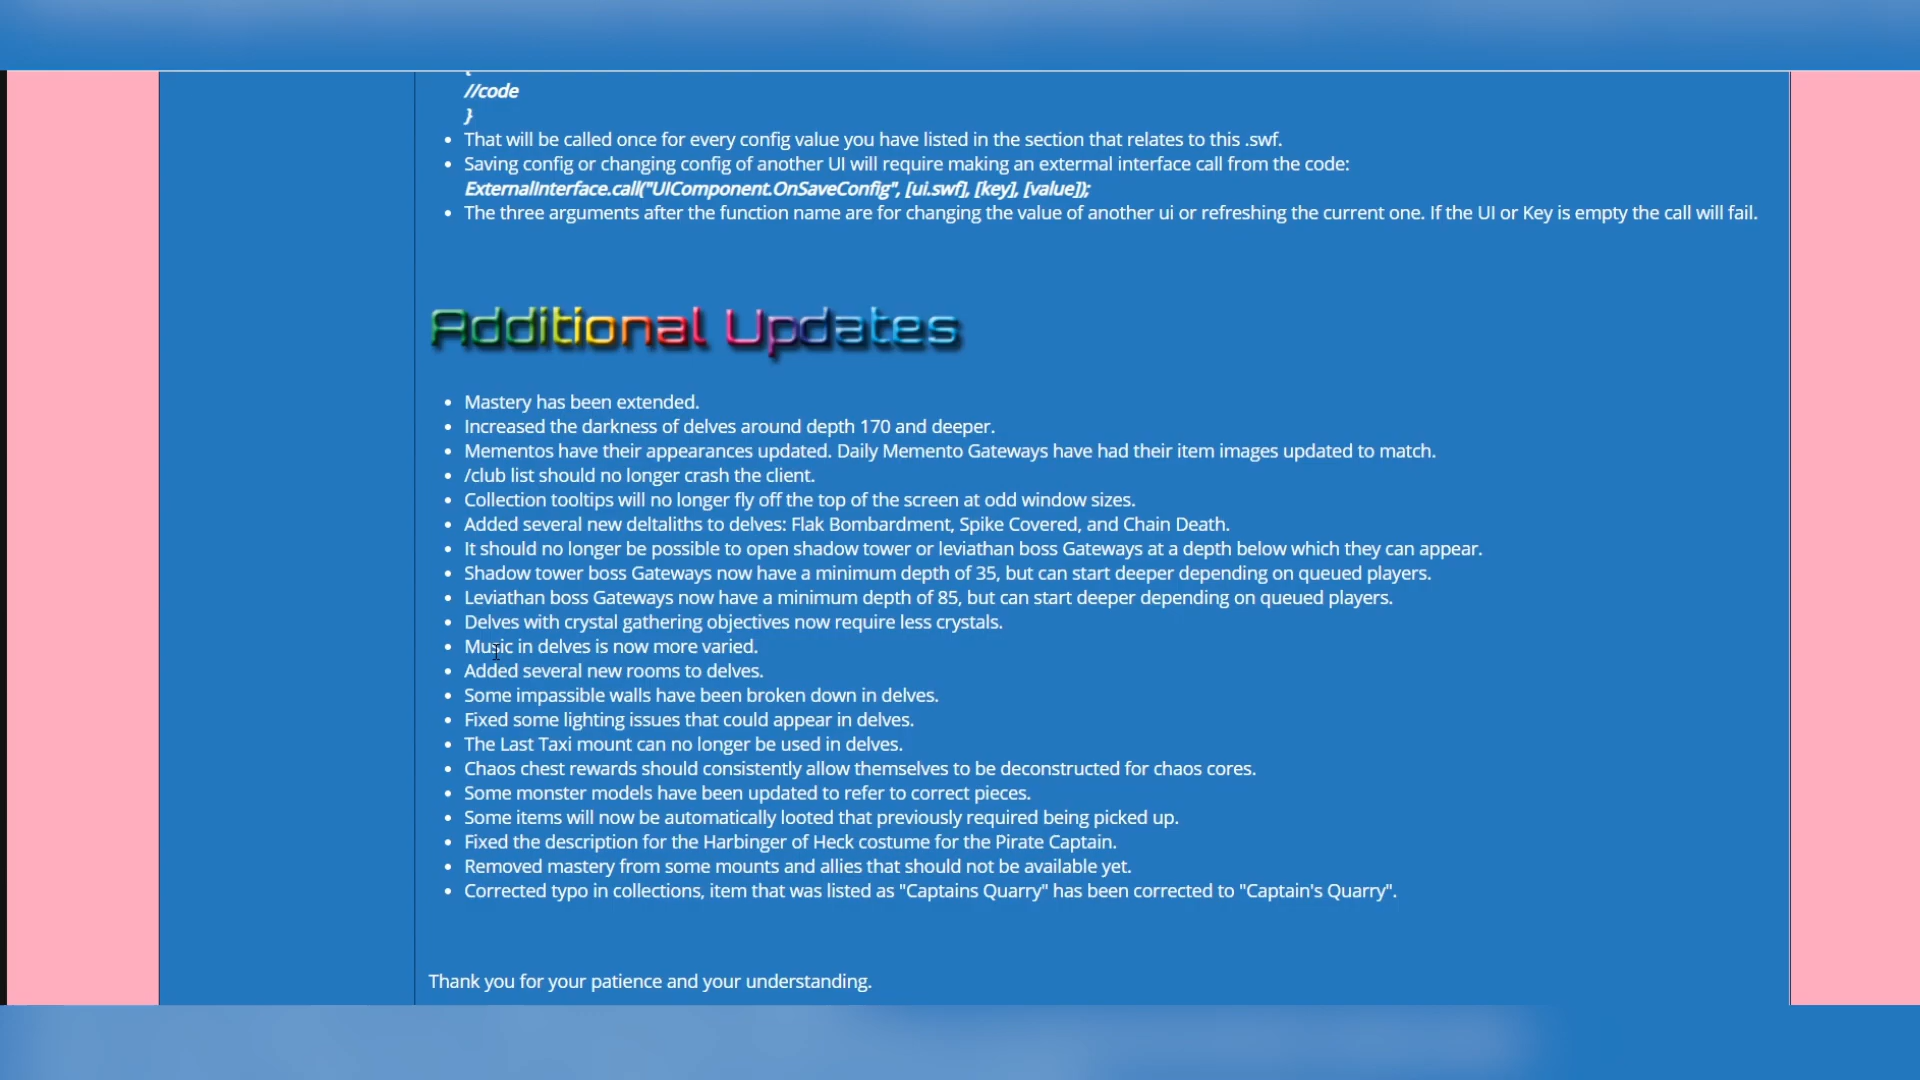 //code
}
That will be called once for every config value you have listed in the section that relates to this .swf.
Saving config or changing config of another UI will require making an extermal interface call from the code:
ExternalInterface.call("UIComponent.OnSaveConfig", [ui.swf], [key], [value]);
The three arguments after the function name are for changing the value of another ui or refreshing the current one. If the UI or Key is empty the call will fail.
Additional Updates
Mastery has been extended.
Increased the darkness of delves around depth 170 and deeper.
Mementos have their appearances updated. Daily Memento Gateways have had their item images updated to match.
/club list should no longer crash the client.
Collection tooltips will no longer fly off the top of the screen at odd window sizes.
Added several new deltaliths to delves: Flak Bombardment, Spike Covered, and Chain Death.
It should no longer be possible to open shadow tower or leviathan boss Gateways at a depth below which they can appear.
Shadow tower boss Gateways now have a minimum depth of 35, but can start deeper depending on queued players.
Leviathan boss Gateways now have a minimum depth of 85, but can start deeper depending on queued players.
Delves with crystal gathering objectives now require less crystals.
Music in delves is now more varied.
Added several new rooms to delves.
Some impassible walls have been broken down in delves.
Fixed some lighting issues that could appear in delves.
The Last Taxi mount can no longer be used in delves.
Chaos chest rewards should consistently allow themselves to be deconstructed for chaos cores.
Some monster models have been updated to refer to correct pieces.
Some items will now be automatically looted that previously required being picked up.
Fixed the description for the Harbinger of Heck costume for the Pirate Captain.
Removed mastery from some mounts and allies that should not be available yet.
Corrected typo in collections, item that was listed as "Captains Quarry" has been corrected to "Captain's Quarry".
Thank you for your patience and your understanding.